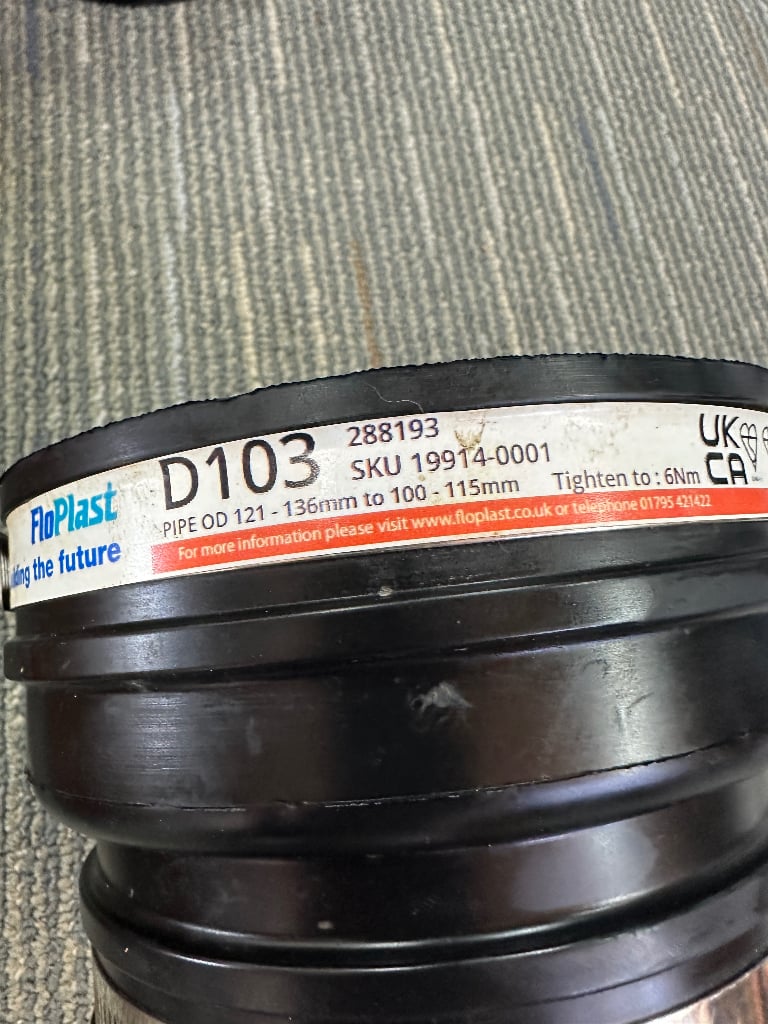 FloPlast
ding the future
D103
288193
SKU 19914-0001
PIPE OD 121 - 136mm to 100 - 115mm
Tighten to : 6Nm
For more information please visit www.floplast.co.uk or telephone 01795 421422
UK
CA